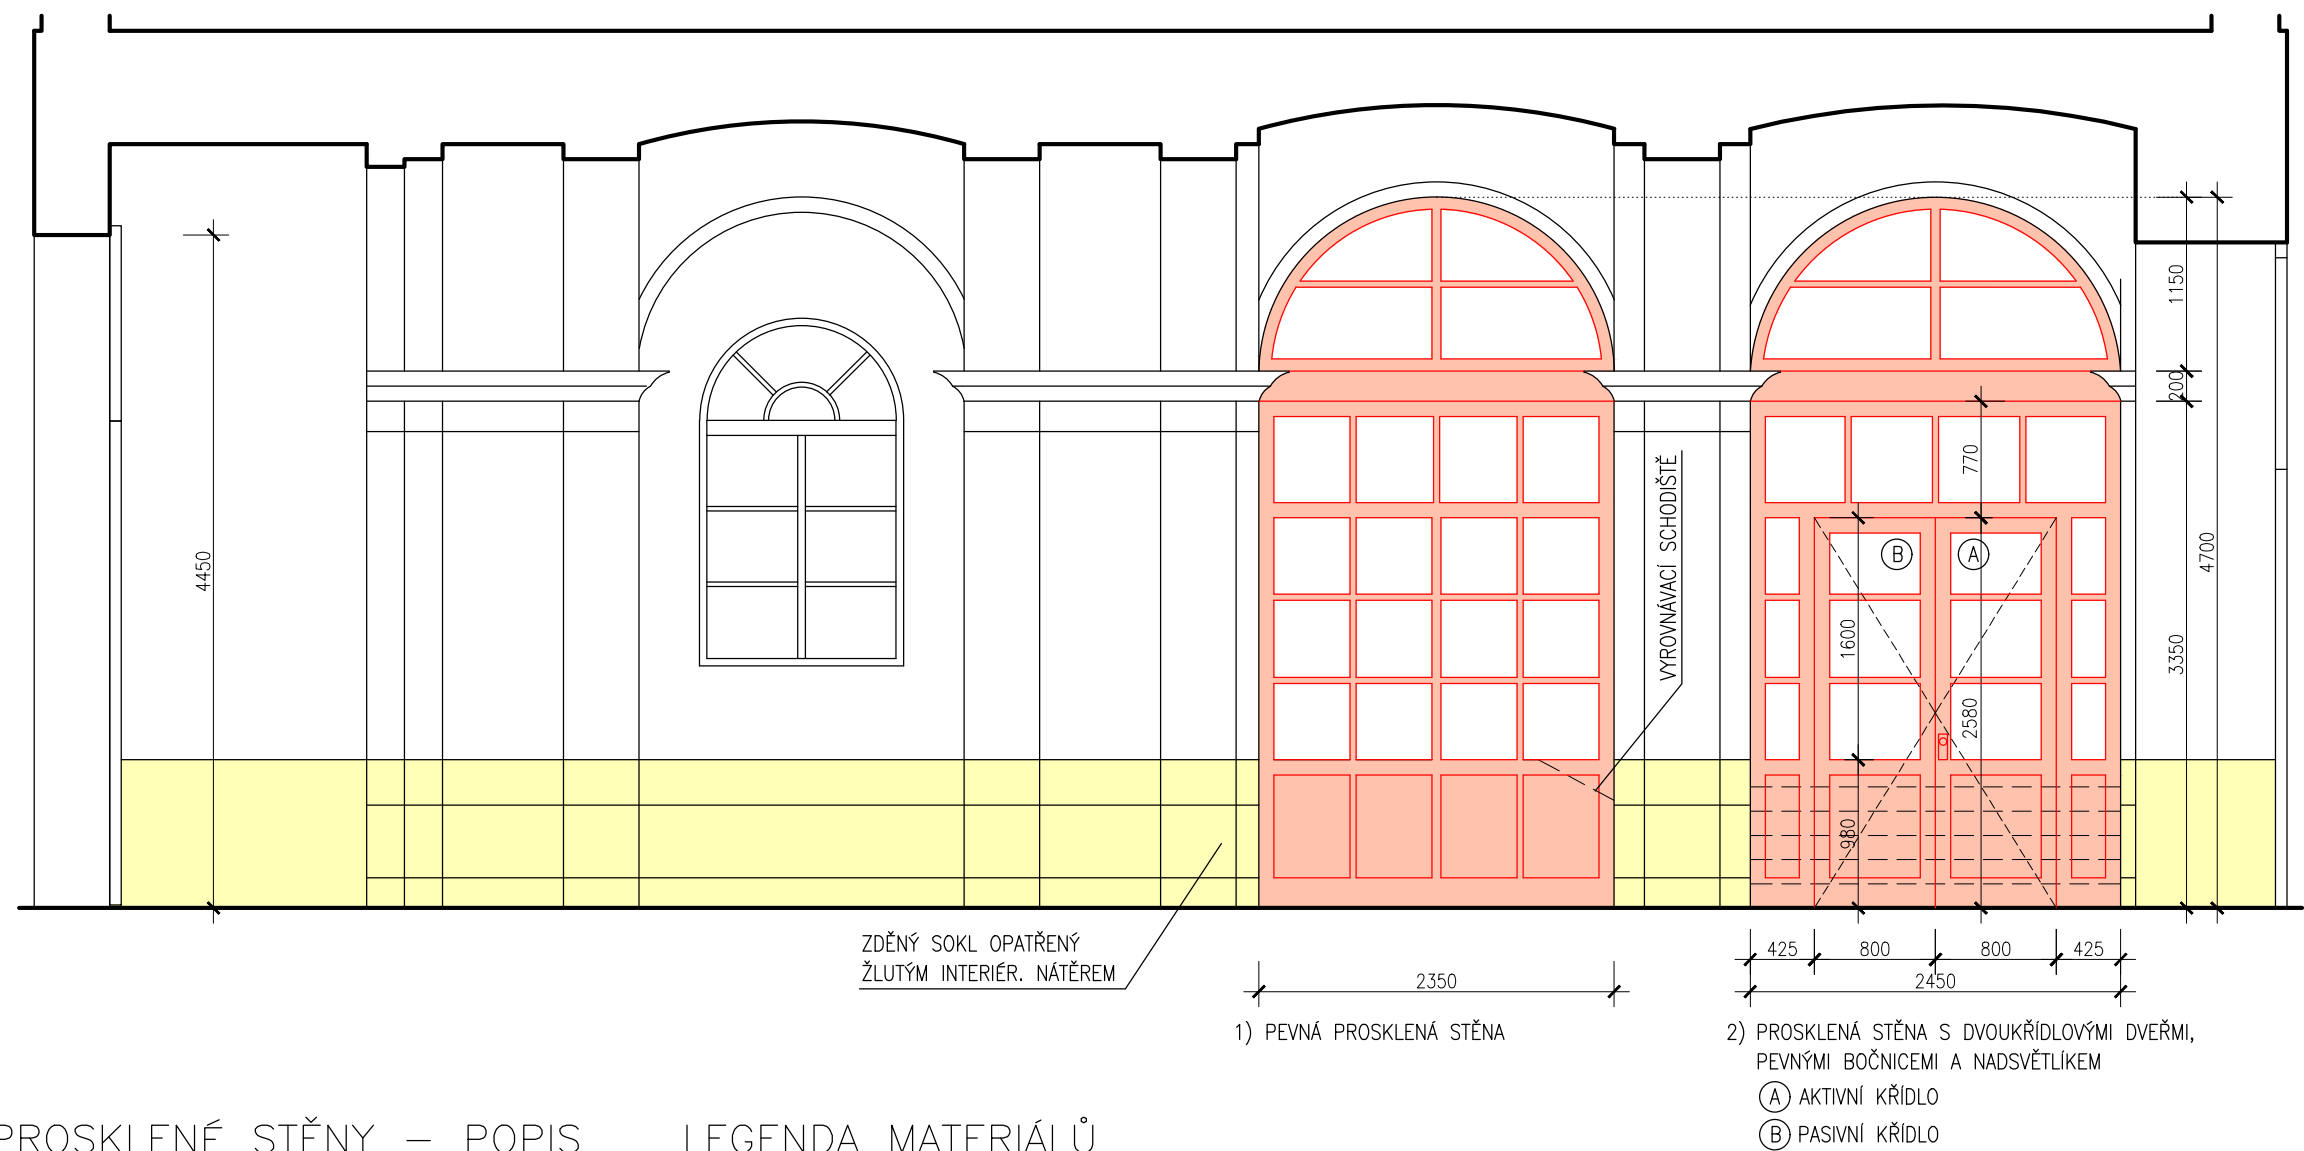 1150
200
770
4700
4450
VYROVNÁVACÍ SCHODIŠTĚ
B
A
1600
3350
2580
980
ZDĚNÝ SOKL OPATŘENÝ
ŽLUTÝM INTERIÉR. NÁTĚREM
425 800 800 425
2350
2450
1) PEVNÁ PROSKLENÁ STĚNA
2) PROSKLENÁ STĚNA S DVOUKŘÍDLOVÝMI DVEŘMI,
PEVNÝMI BOČNICEMI A NADSVĚTLÍKEM
A AKTIVNÍ KŘÍDLO
B PASIVNÍ KŘÍDLO
PROSKLENÉ STĚNY – POPIS
LEGENDA MATERIÁLŮ